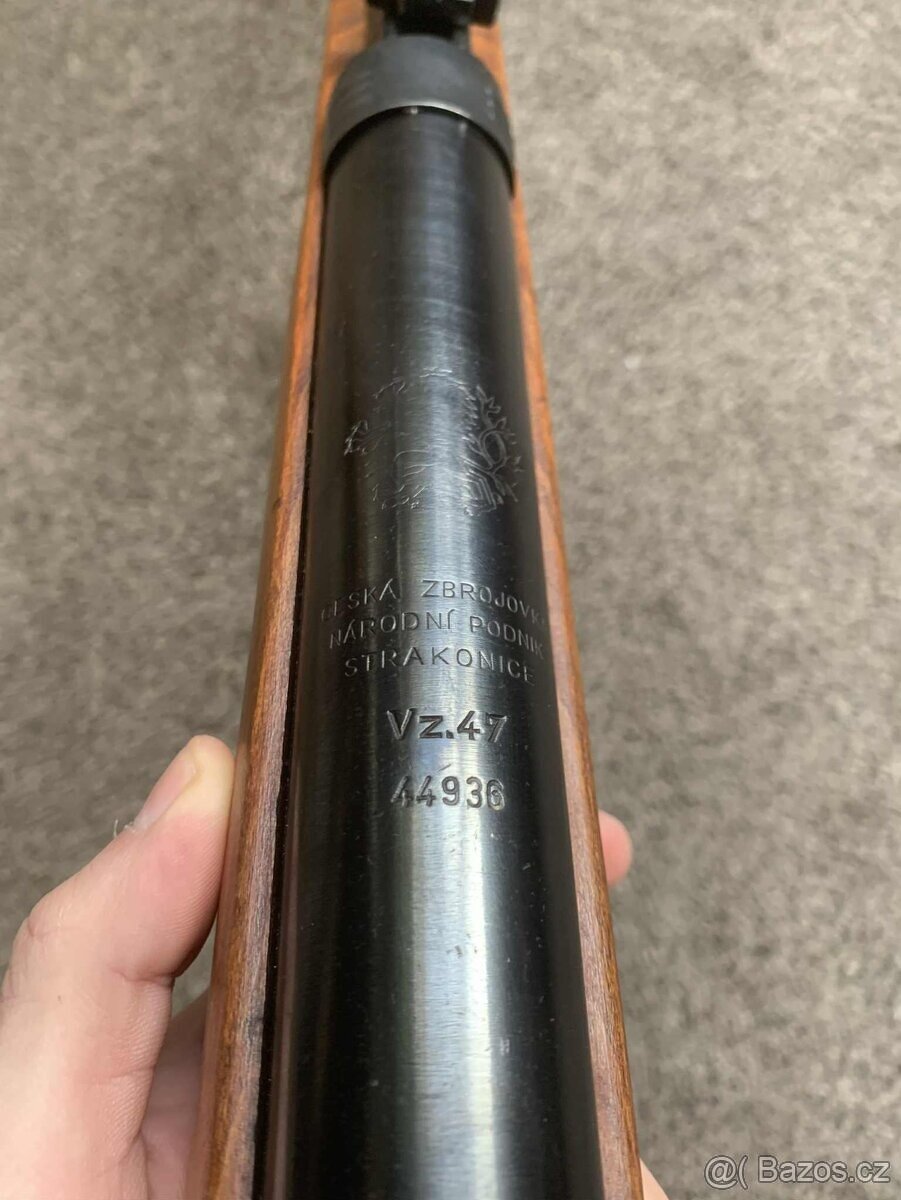 ČESKÁ ZBROJOVKA
NÁRODNÍ PODNIK
STRAKONICE
Vz.47
44936
@( Bazos.cz